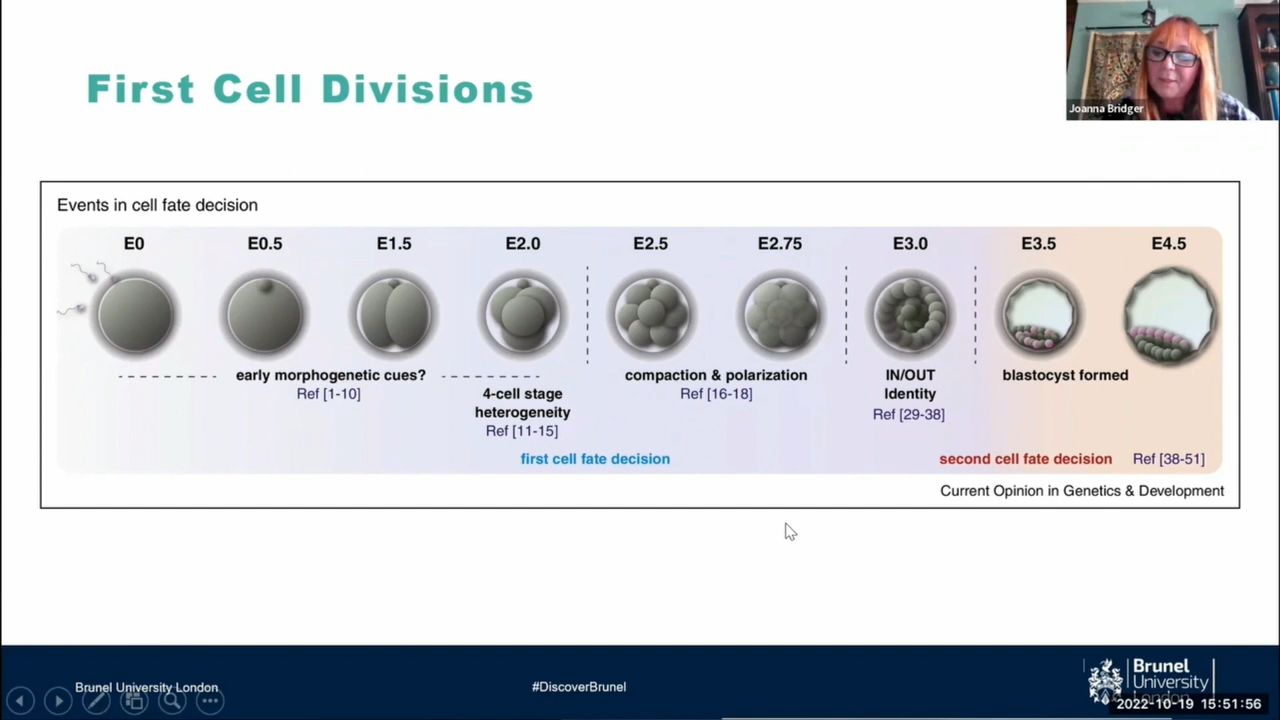 First Cell Divisions
Joanna Bridger
Events in cell fate decision
E0 E0.5 E1.5 E2.0 E2.5 E2.75 E3.0 E3.5 E4.5
early morphogenetic cues?
Ref [1-10]
4-cell stage
heterogeneity
Ref [11-15]
compaction & polarization
Ref [16-18]
IN/OUT
Identity
Ref [29-38]
blastocyst formed
first cell fate decision
second cell fate decision Ref [38-51]
Current Opinion in Genetics & Development
Brunel University London
#DiscoverBrunel
Brunel
University
London
2022-10-19 15:51:56